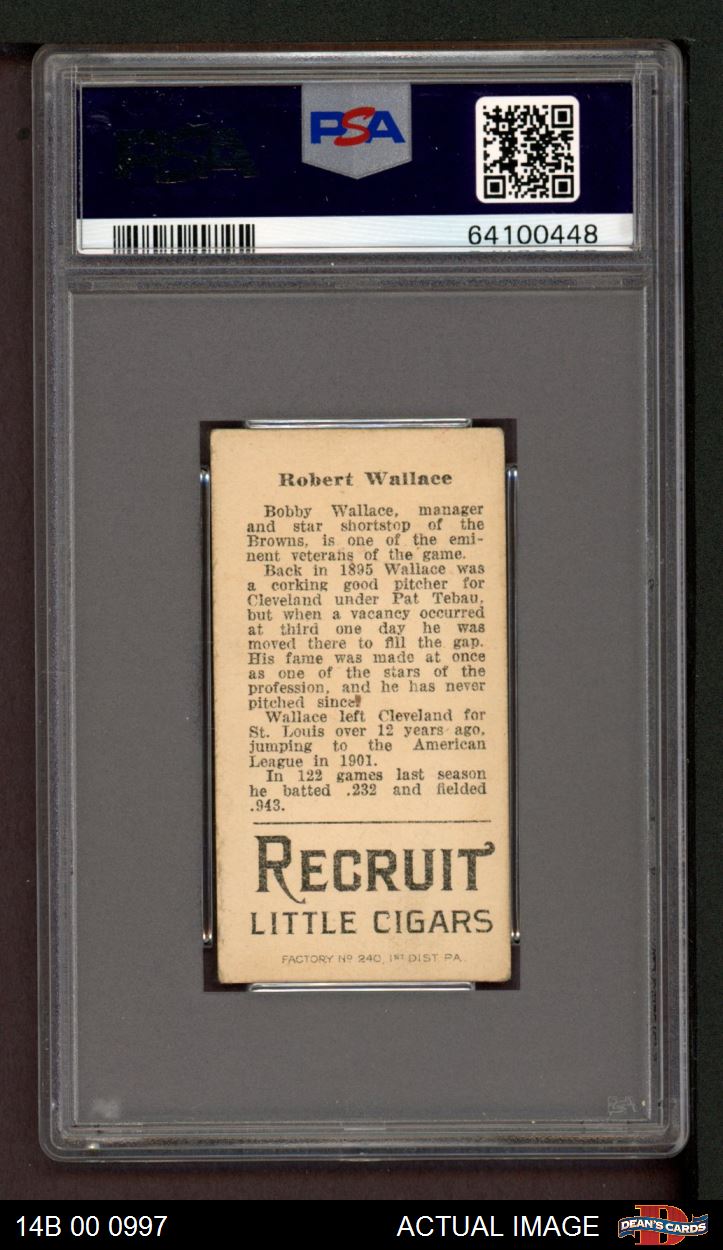 PSA
64100448
Robert Wallace
Bobby Wallace, manager
and star shortstop of the
Browns, is one of the emi-
nent veterans of the game.
Back in 1895 Wallace was
a corking good pitcher for
Cleveland under Pat Tebau,
but when a vacancy occurred
at third one day he was
moved there to fill the gap.
His fame was made at once
as one of the stars of the
profession, and he has never
pitched since!
Wallace left Cleveland for
St. Louis over 12 years ago,
jumping to the American
League in 1901.
In 122 games last season
he batted .232 and fielded
.943.
RECRUIT
LITTLE CIGARS
FACTORY Nº 240, 1ST DIST. PA.
14B 00 0997
ACTUAL IMAGE
DEAN'S CARDS